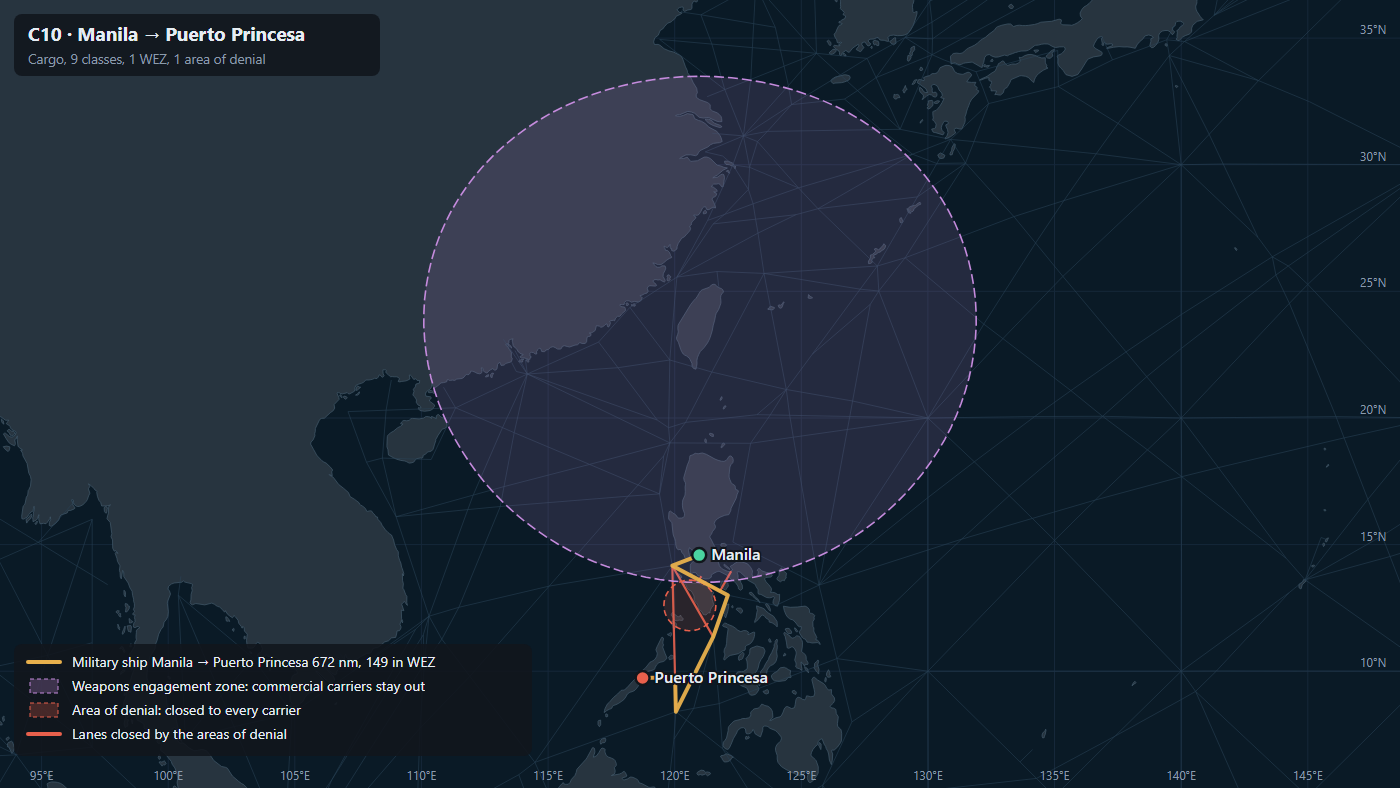 C10 · Manila → Puerto Princesa
Cargo, 9 classes, 1 WEZ, 1 area of denial
35°N
30°N
25°N
20°N
15°N
10°N
Manila
Puerto Princesa
Military ship Manila → Puerto Princesa 672 nm, 149 in WEZ
Weapons engagement zone: commercial carriers stay out
Area of denial: closed to every carrier
Lanes closed by the areas of denial
95°E
100°E
105°E
110°E
115°E
120°E
125°E
130°E
135°E
140°E
145°E